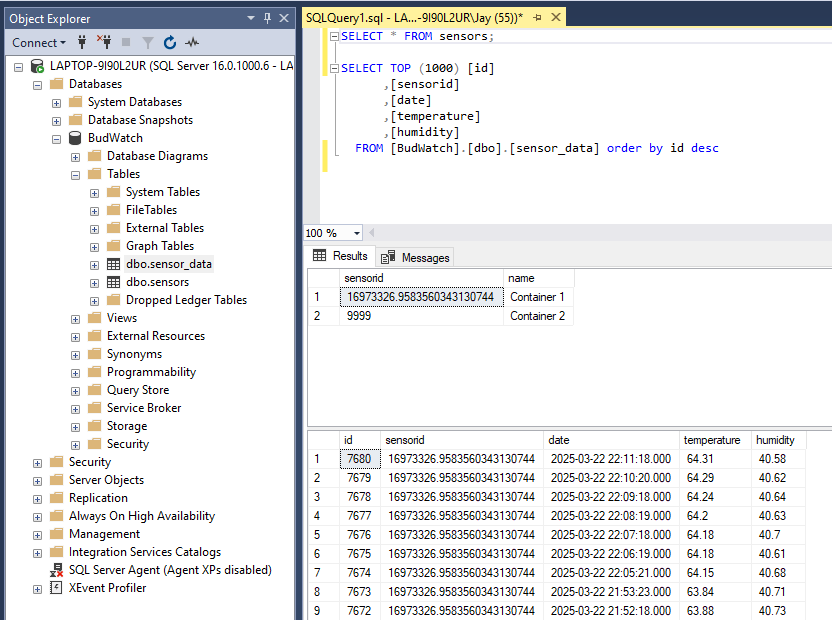 Object Explorer
Connect
LAPTOP-9I90L2UR (SQL Server 16.0.1000.6 - LA
Databases
System Databases
Database Snapshots
BudWatch
Database Diagrams
Tables
System Tables
FileTables
External Tables
Graph Tables
dbo.sensor_data
dbo.sensors
Dropped Ledger Tables
Views
External Resources
Synonyms
Programmability
Query Store
Service Broker
Storage
Security
Security
Server Objects
Replication
Always On High Availability
Management
Integration Services Catalogs
SQL Server Agent (Agent XPs disabled)
XEvent Profiler
SQLQuery1.sql - LA...-9I90L2UR\Jay (55))*
SELECT * FROM sensors;
SELECT TOP (1000) [id]
,[sensorid]
,[date]
,[temperature]
,[humidity]
FROM [BudWatch].[dbo].[sensor_data] order by id desc
100 %
Results Messages
sensorid name
1 16973326.9583560343130744 Container 1
2 9999 Container 2
id sensorid date temperature humidity
1 7680 16973326.9583560343130744 2025-03-22 22:11:18.000 64.31 40.58
2 7679 16973326.9583560343130744 2025-03-22 22:10:20.000 64.29 40.62
3 7678 16973326.9583560343130744 2025-03-22 22:09:18.000 64.24 40.64
4 7677 16973326.9583560343130744 2025-03-22 22:08:19.000 64.2 40.63
5 7676 16973326.9583560343130744 2025-03-22 22:07:18.000 64.18 40.7
6 7675 16973326.9583560343130744 2025-03-22 22:06:19.000 64.18 40.61
7 7674 16973326.9583560343130744 2025-03-22 22:05:21.000 64.15 40.68
8 7673 16973326.9583560343130744 2025-03-22 21:53:23.000 63.84 40.71
9 7672 16973326.9583560343130744 2025-03-22 21:52:18.000 63.88 40.73